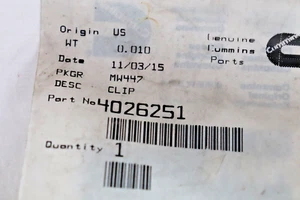 Origin US
WT 0.010
Date 11/03/15
PKGR MW447
DESC CLIP
Part No 4026251
Quantity 1
Genuine
Cummins
Parts
Cummins